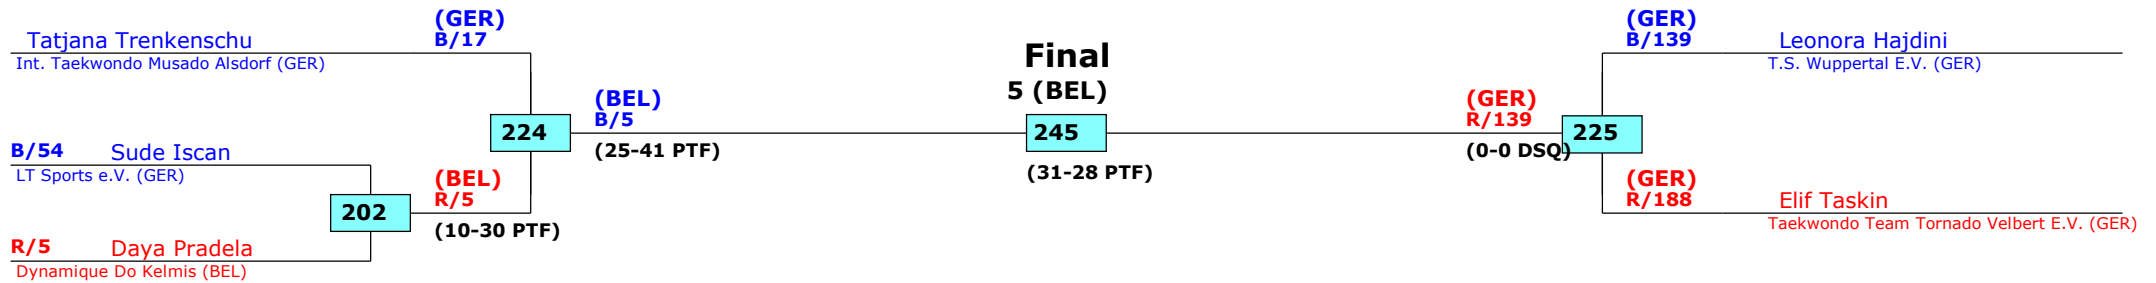 (GER)
B/17
Tatjana Trenkenschu
Int. Taekwondo Musado Alsdorf (GER)
224
(BEL)
B/5
(25-41 PTF)
B/54 Sude Iscan
LT Sports e.V. (GER)
202
(BEL)
R/5
(10-30 PTF)
R/5 Daya Pradela
Dynamique Do Kelmis (BEL)
Final
5 (BEL)
245
(31-28 PTF)
(GER)
R/139
(0-0 DSQ)
225
(GER)
B/139
Leonora Hajdini
T.S. Wuppertal E.V. (GER)
(GER)
R/188
Elif Taskin
Taekwondo Team Tornado Velbert E.V. (GER)